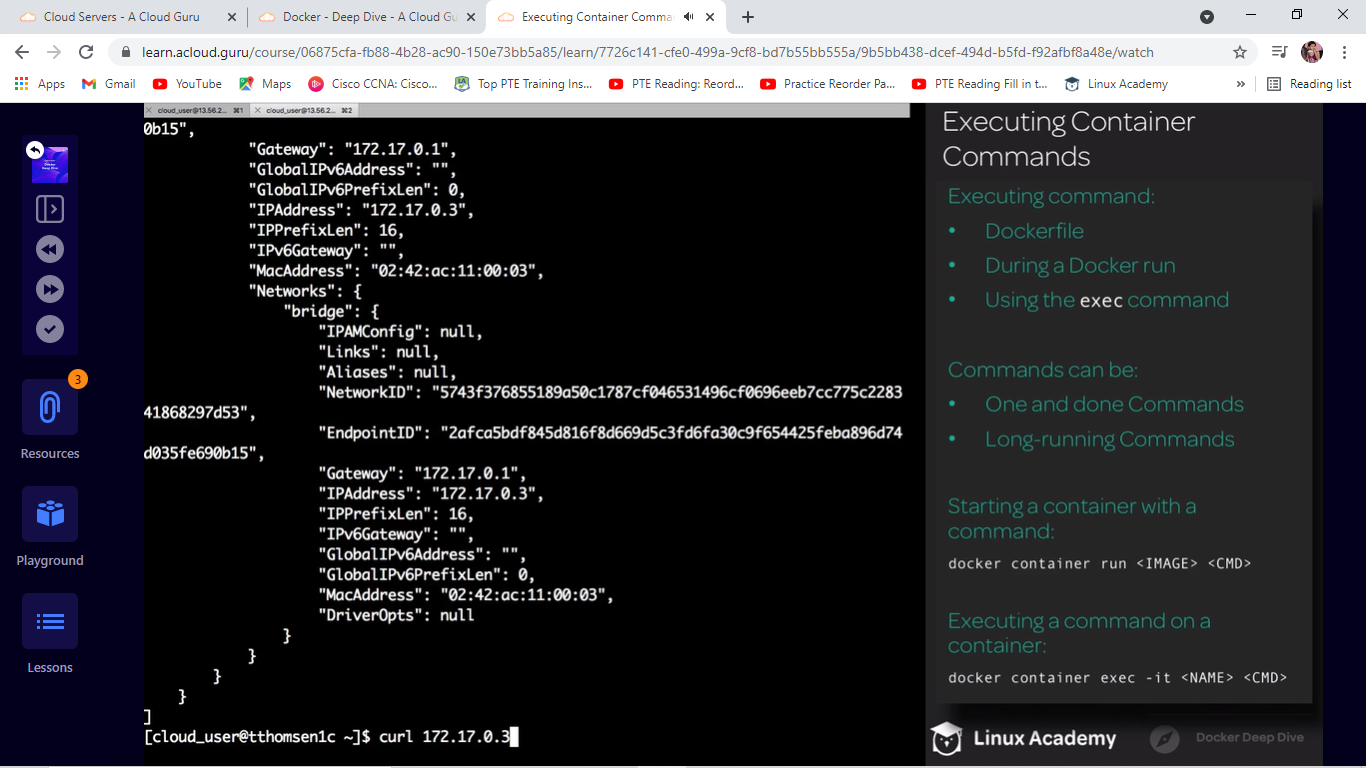 Cloud Servers - A Cloud Guru
Docker - Deep Dive - A Cloud Gu
Executing Container Comma
learn.acloud.guru/course/06875cfa-fb88-4b28-ac90-150e73bb5a85/learn/7726c141-cfe0-499a-9cf8-bd7b55bb555a/9b5bb438-dcef-494d-b5fd-f92afbf8a48e/watch
Apps
Gmail
YouTube
Maps
Cisco CCNA: Cisco...
Top PTE Training Ins...
PTE Reading: Reord...
Practice Reorder Pa...
PTE Reading Fill in t...
Linux Academy
»
Reading list
3
Resources
Playground
Lessons
cloud_user@13.56.2... ⌘1
cloud_user@13.56.2... ⌘2
0b15",
"Gateway": "172.17.0.1",
"GlobalIPv6Address": "",
"GlobalIPv6PrefixLen": 0,
"IPAddress": "172.17.0.3",
"IPPrefixLen": 16,
"IPv6Gateway": "",
"MacAddress": "02:42:ac:11:00:03",
"Networks": {
"bridge": {
"IPAMConfig": null,
"Links": null,
"Aliases": null,
"NetworkID": "5743f376855189a50c1787cf046531496cf0696eeb7cc775c2283
41868297d53",
"EndpointID": "2afca5bdf845d816f8d669d5c3fd6fa30c9f654425feba896d74
d035fe690b15",
"Gateway": "172.17.0.1",
"IPAddress": "172.17.0.3",
"IPPrefixLen": 16,
"IPv6Gateway": "",
"GlobalIPv6Address": "",
"GlobalIPv6PrefixLen": 0,
"MacAddress": "02:42:ac:11:00:03",
"DriverOpts": null
}
}
}
}
]
[cloud_user@tthomsen1c ~]$ curl 172.17.0.3
Executing Container
Commands
Executing command:
• Dockerfile
• During a Docker run
• Using the exec command
Commands can be:
• One and done Commands
• Long-running Commands
Starting a container with a
command:
docker container run <IMAGE> <CMD>
Executing a command on a
container:
docker container exec -it <NAME> <CMD>
Linux Academy
Docker Deep Dive